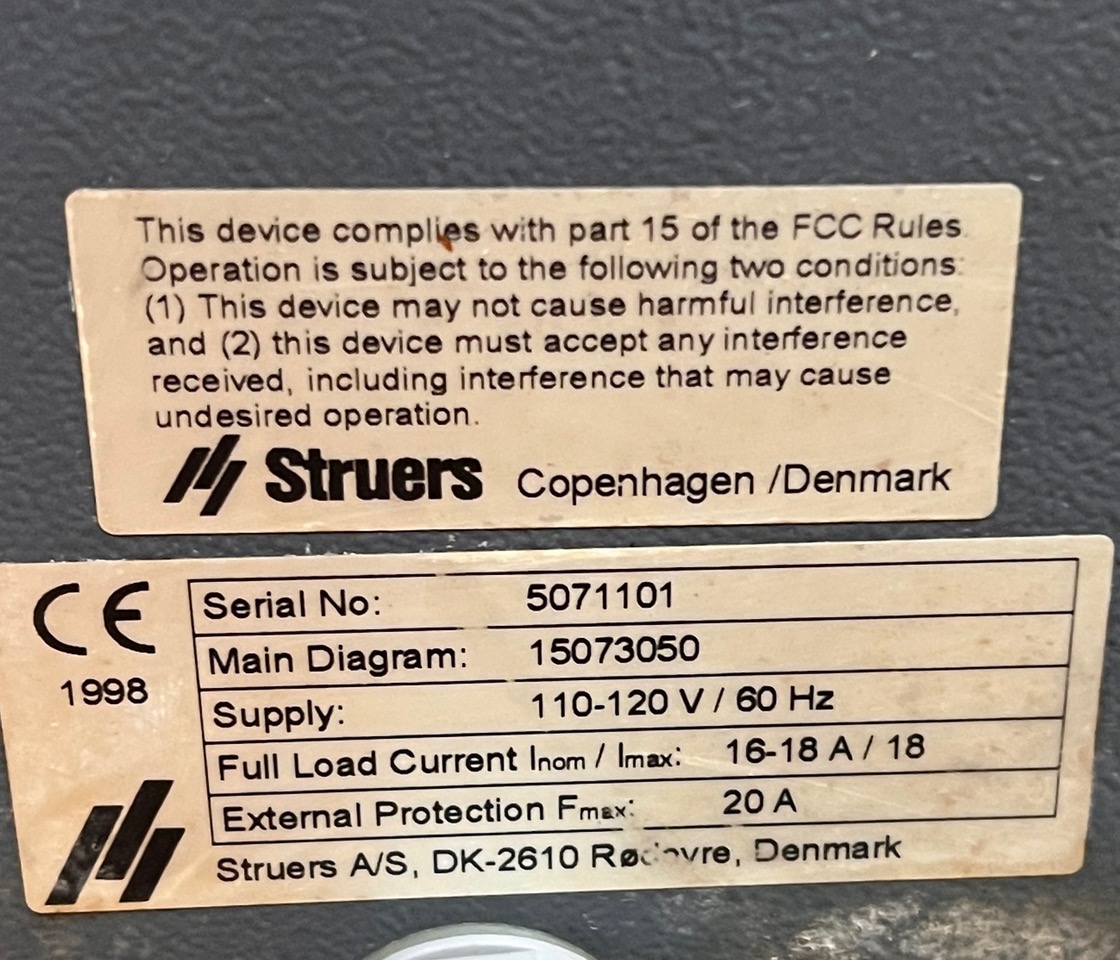 This device complies with part 15 of the FCC Rules.
Operation is subject to the following two conditions:
(1) This device may not cause harmful interference,
and (2) this device must accept any interference
received, including interference that may cause
undesired operation.
Struers Copenhagen /Denmark
CE
1998
Serial No: 5071101
Main Diagram: 15073050
Supply: 110-120 V / 60 Hz
Full Load Current Inom / Imax: 16-18 A / 18
External Protection Fmax: 20 A
Struers A/S, DK-2610 Denmark